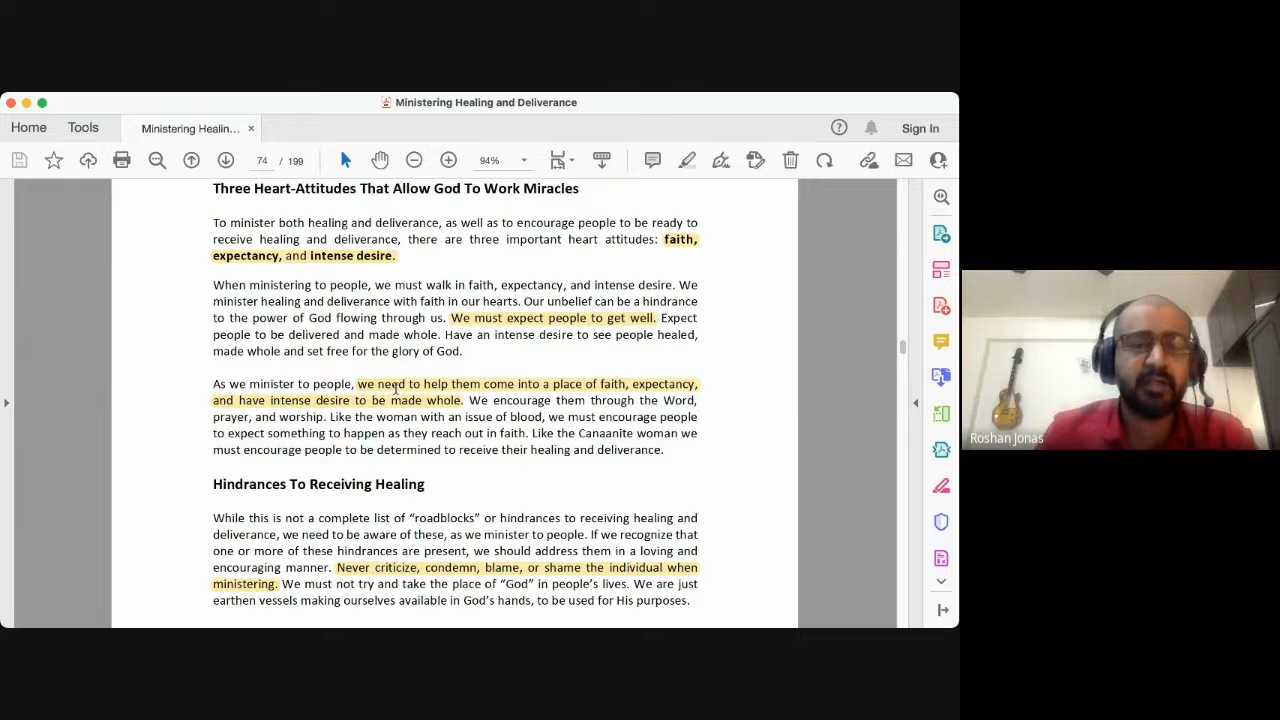 Ministering Healing and Deliverance
Home
Tools
Ministering Healin...
×
Sign In
74 / 199
94%
Three Heart-Attitudes That Allow God To Work Miracles
To minister both healing and deliverance, as well as to encourage people to be ready to
receive healing and deliverance, there are three important heart attitudes: faith,
expectancy, and intense desire.
When ministering to people, we must walk in faith, expectancy, and intense desire. We
minister healing and deliverance with faith in our hearts. Our unbelief can be a hindrance
to the power of God flowing through us. We must expect people to get well. Expect
people to be delivered and made whole. Have an intense desire to see people healed,
made whole and set free for the glory of God.
As we minister to people, we need to help them come into a place of faith, expectancy,
and have intense desire to be made whole. We encourage them through the Word,
prayer, and worship. Like the woman with an issue of blood, we must encourage people
to expect something to happen as they reach out in faith. Like the Canaanite woman we
must encourage people to be determined to receive their healing and deliverance.
Hindrances To Receiving Healing
While this is not a complete list of “roadblocks” or hindrances to receiving healing and
deliverance, we need to be aware of these, as we minister to people. If we recognize that
one or more of these hindrances are present, we should address them in a loving and
encouraging manner. Never criticize, condemn, blame, or shame the individual when
ministering. We must not try and take the place of “God” in people’s lives. We are just
earthen vessels making ourselves available in God’s hands, to be used for His purposes.
Roshan Jonas